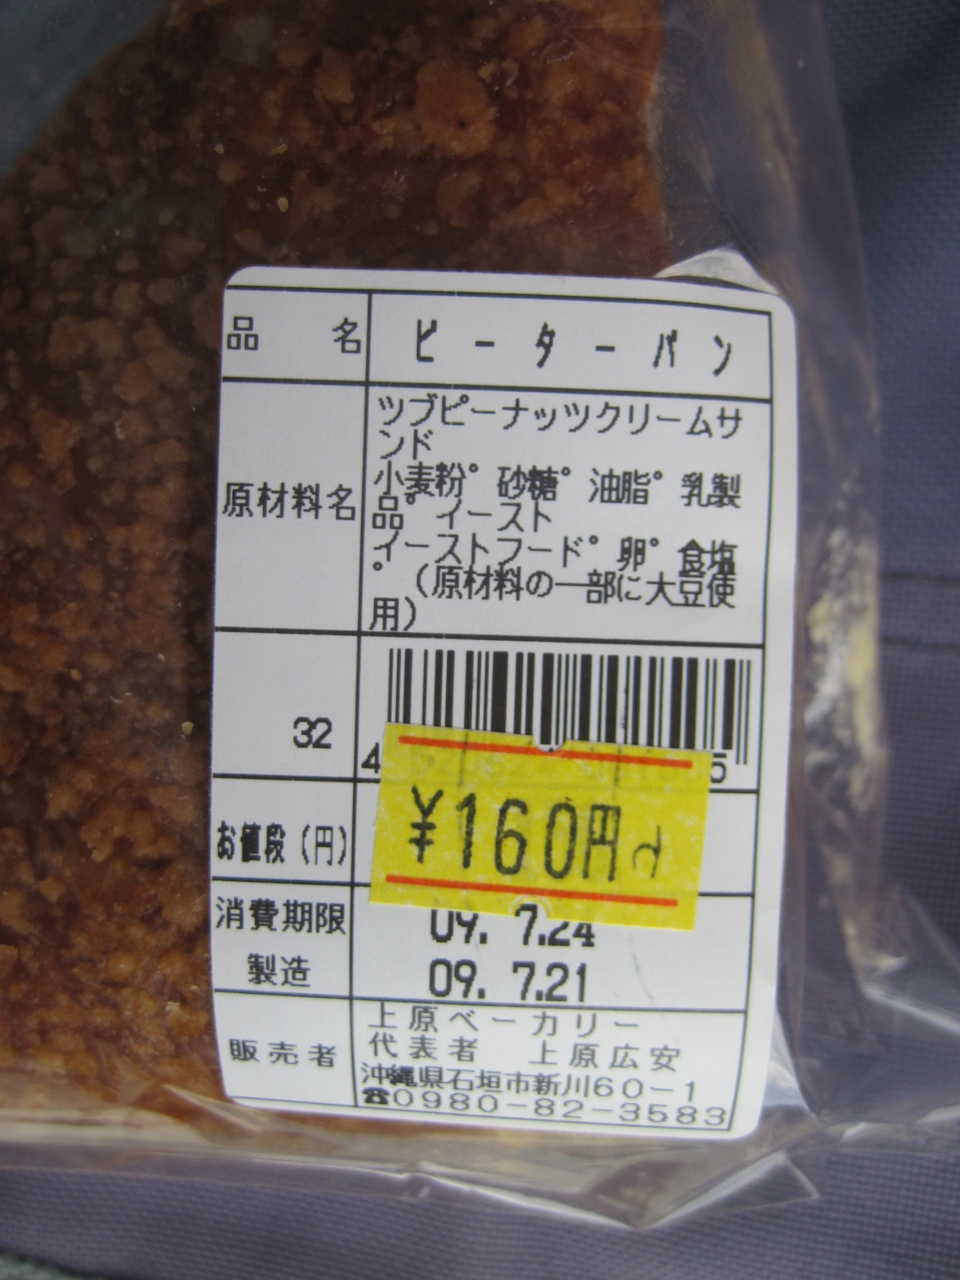 品名 ピーターパン
原材料名
ツブピーナッツクリームサ
ンド
小麦粉° 砂糖° 油脂° 乳製
品° イースト
イーストフード° 卵° 食塩
° (原材料の一部に大豆使
用)
32
4 5
お値段(円)
¥160円
消費期限 09. 7.24
製造 09. 7.21
販売者
上原ベーカリー
代表者 上原広安
沖縄県石垣市新川60-1
☎0980-82-3583